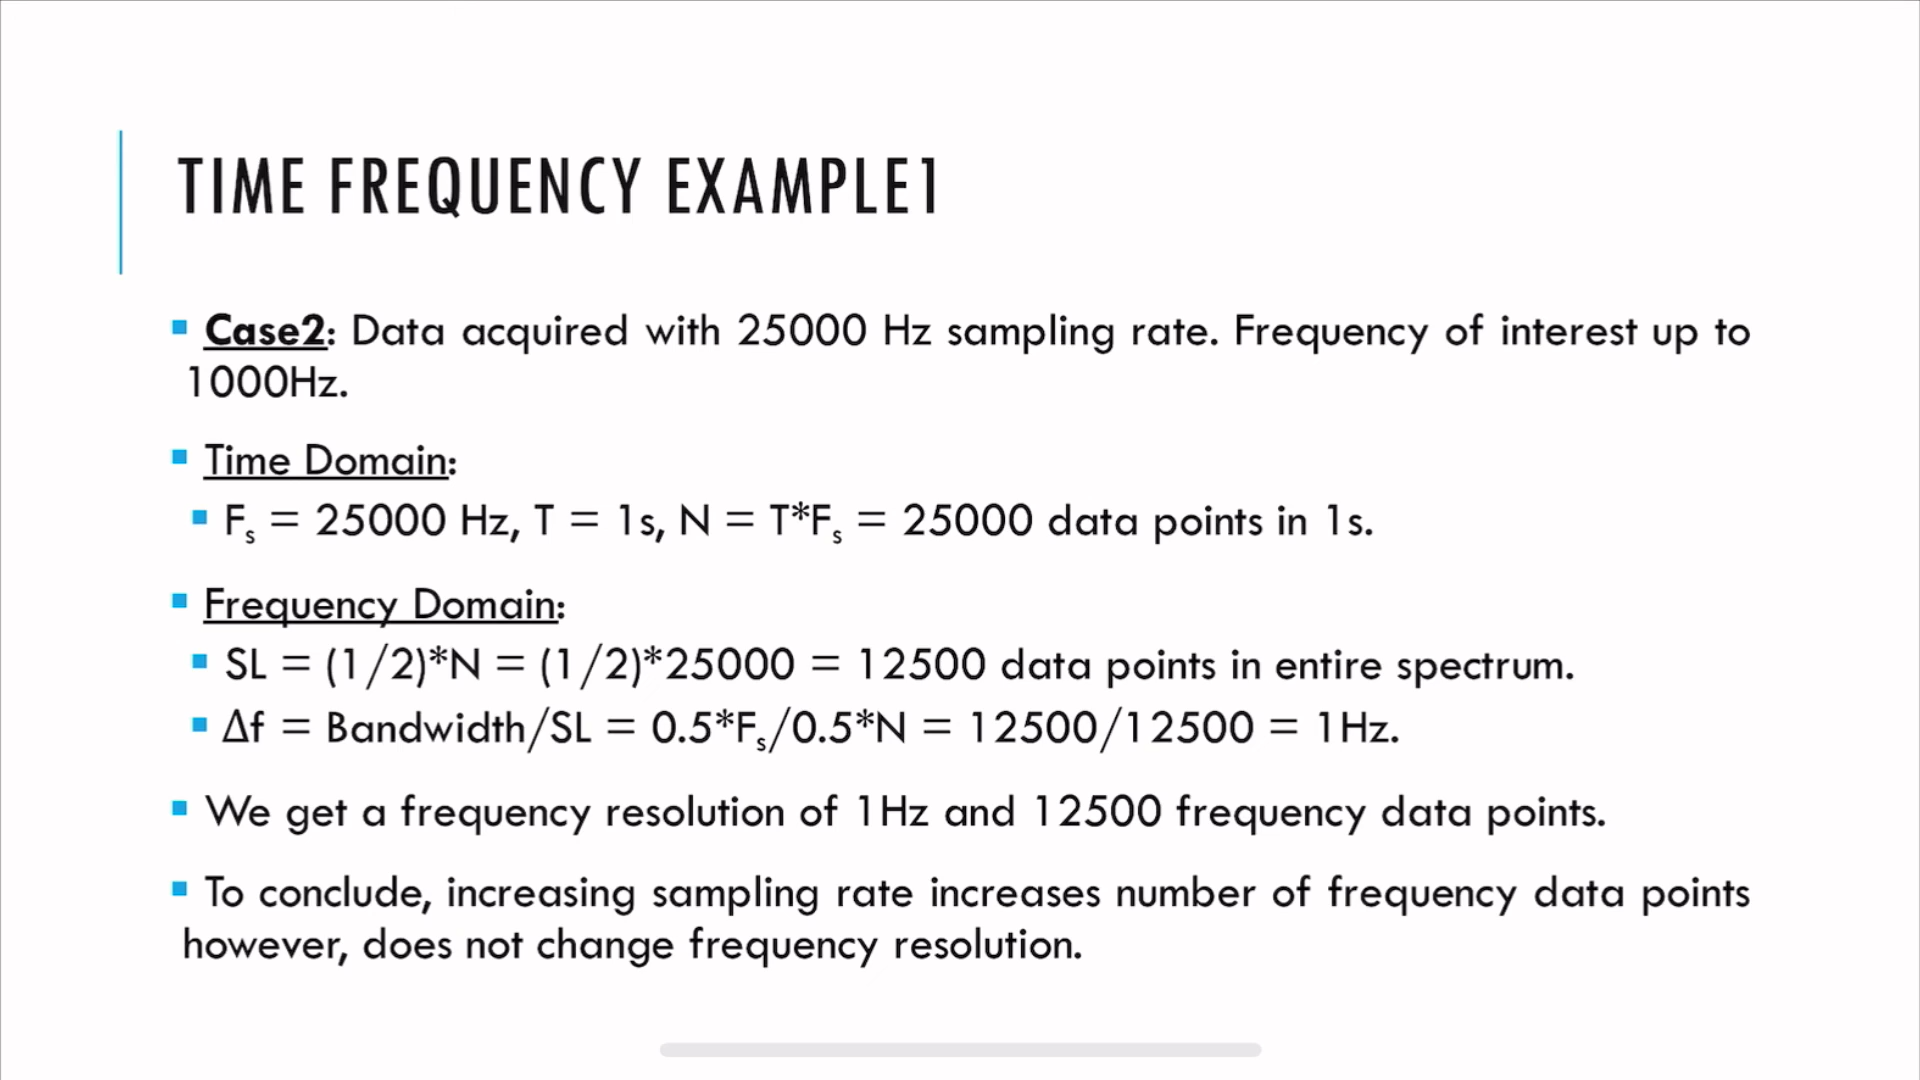 TIME FREQUENCY EXAMPLE1
Case2: Data acquired with 25000 Hz sampling rate. Frequency of interest up to
1000Hz.
Time Domain:
Fs = 25000 Hz, T = 1s, N = T*Fs = 25000 data points in 1s.
Frequency Domain:
SL = (1/2)*N = (1/2)*25000 = 12500 data points in entire spectrum.
Δf = Bandwidth/SL = 0.5*Fs/0.5*N = 12500/12500 = 1Hz.
We get a frequency resolution of 1Hz and 12500 frequency data points.
To conclude, increasing sampling rate increases number of frequency data points
however, does not change frequency resolution.